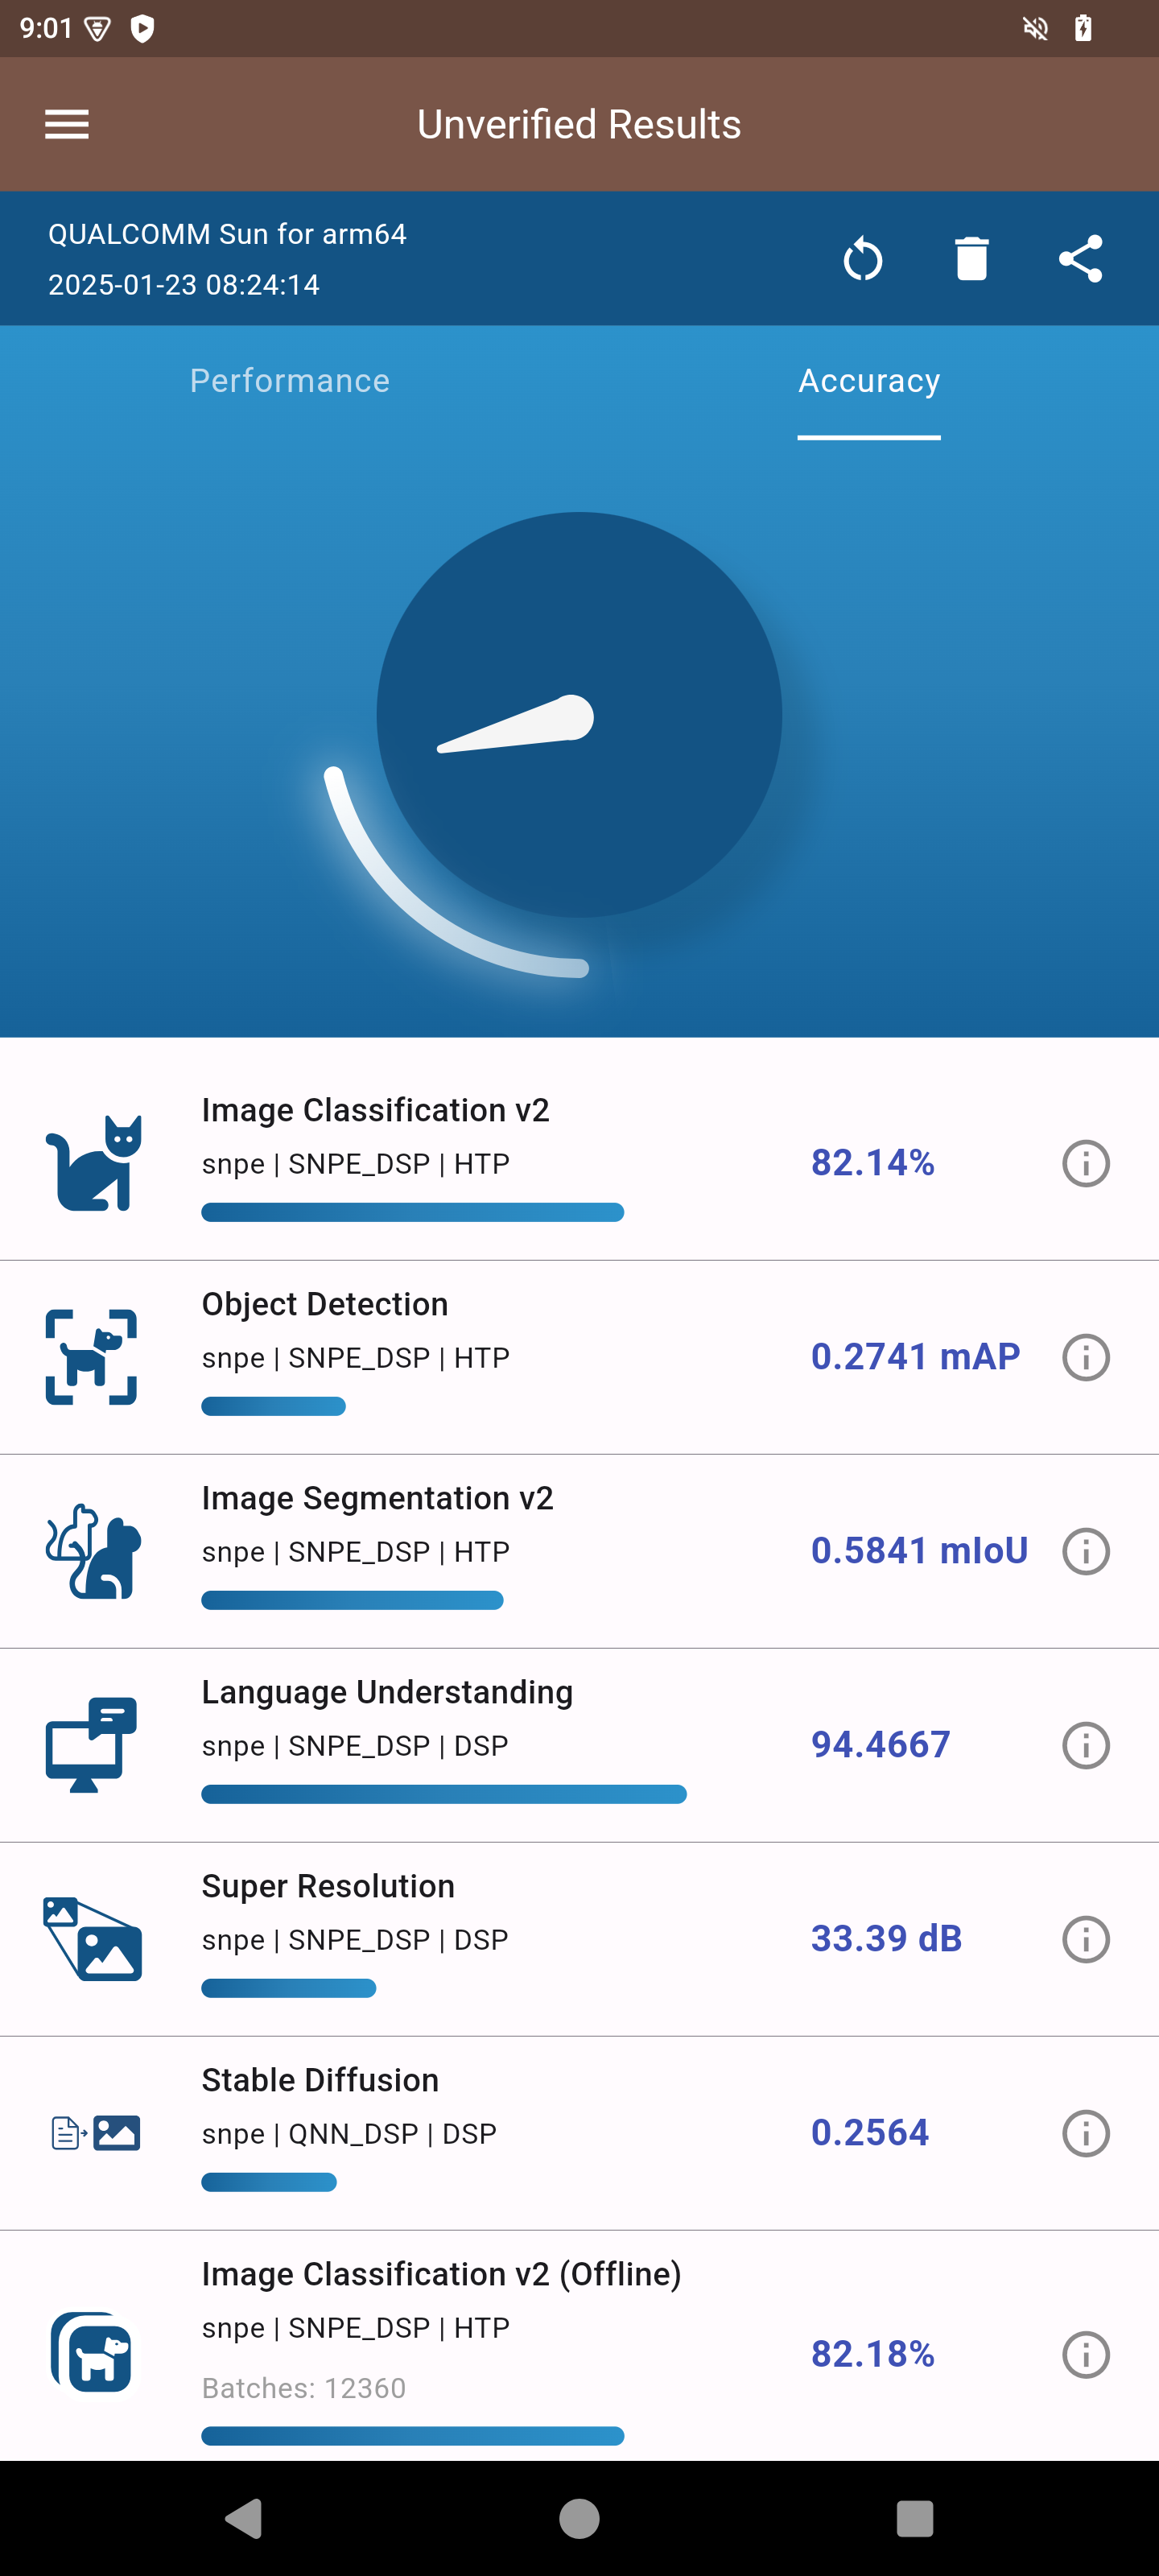 9:01
Unverified Results
QUALCOMM Sun for arm64
2025-01-23 08:24:14
Performance
Accuracy
Image Classification v2
snpe | SNPE_DSP | HTP
82.14%
Object Detection
snpe | SNPE_DSP | HTP
0.2741 mAP
Image Segmentation v2
snpe | SNPE_DSP | HTP
0.5841 mIoU
Language Understanding
snpe | SNPE_DSP | DSP
94.4667
Super Resolution
snpe | SNPE_DSP | DSP
33.39 dB
Stable Diffusion
snpe | QNN_DSP | DSP
0.2564
Image Classification v2 (Offline)
snpe | SNPE_DSP | HTP
82.18%
Batches: 12360